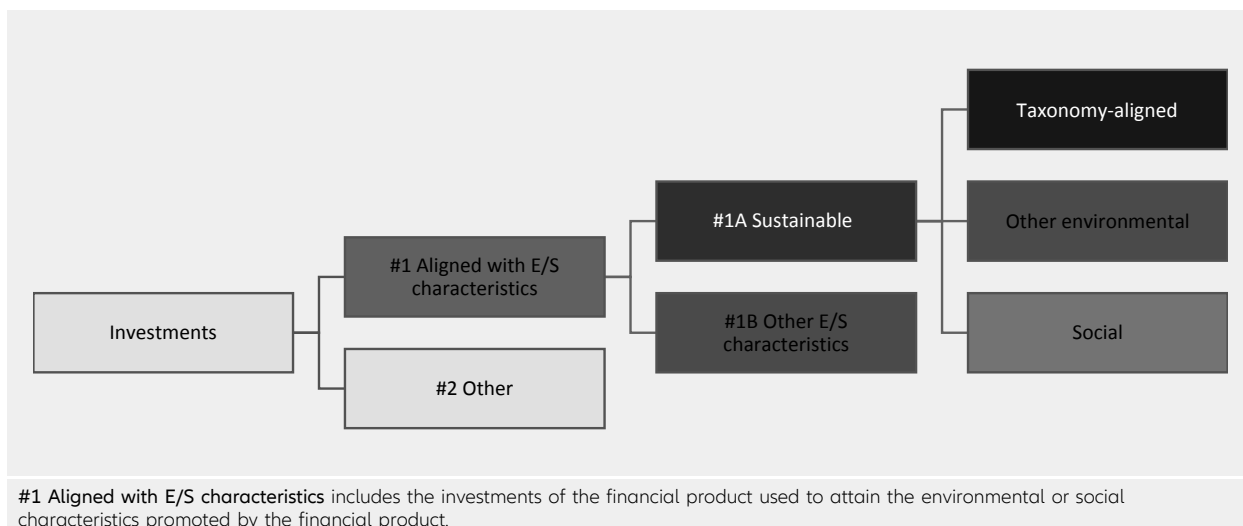 Taxonomy-aligned
#1A Sustainable
Other environmental
#1 Aligned with E/S
characteristics
Investments
#1B Other E/S
characteristics
Social
#2 Other
#1 Aligned with E/S characteristics includes the investments of the financial product used to attain the environmental or social
characteristics promoted by the financial product.